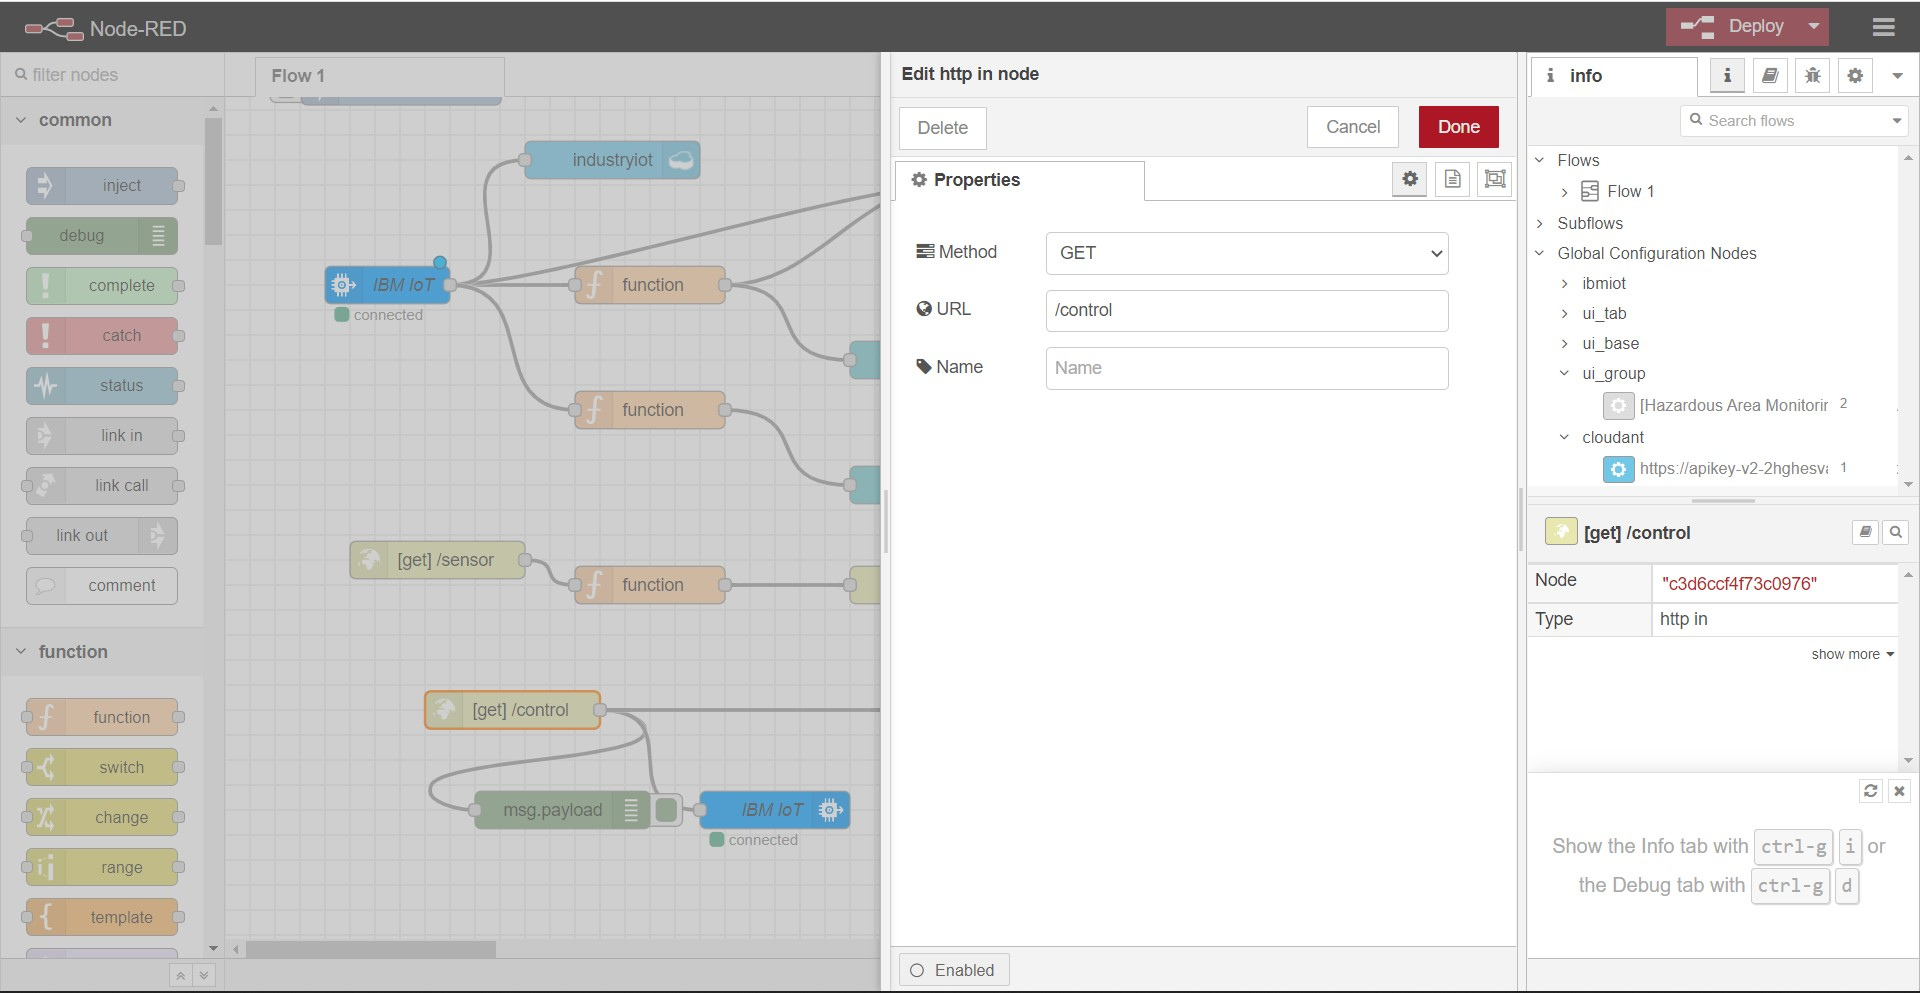 Node-RED
Deploy
filter nodes
Flow 1
common
inject
debug
complete
catch
status
link in
link call
link out
comment
function
function
switch
change
range
template
industryiot
IBM IoT
connected
function
function
[get] /sensor
function
[get] /control
msg.payload
IBM IoT
connected
Edit http in node
Delete
Cancel
Done
Properties
Method
GET
URL
/control
Name
Name
Enabled
i info
i
Search flows
Flows
Flow 1
Subflows
Global Configuration Nodes
ibmiot
ui_tab
ui_base
ui_group
[Hazardous Area Monitorir 2
cloudant
https://apikey-v2-2hghesva 1
[get] /control
Node "c3d6ccf4f73c0976"
Type http in
show more
Show the Info tab with ctrl-g i or
the Debug tab with ctrl-g d